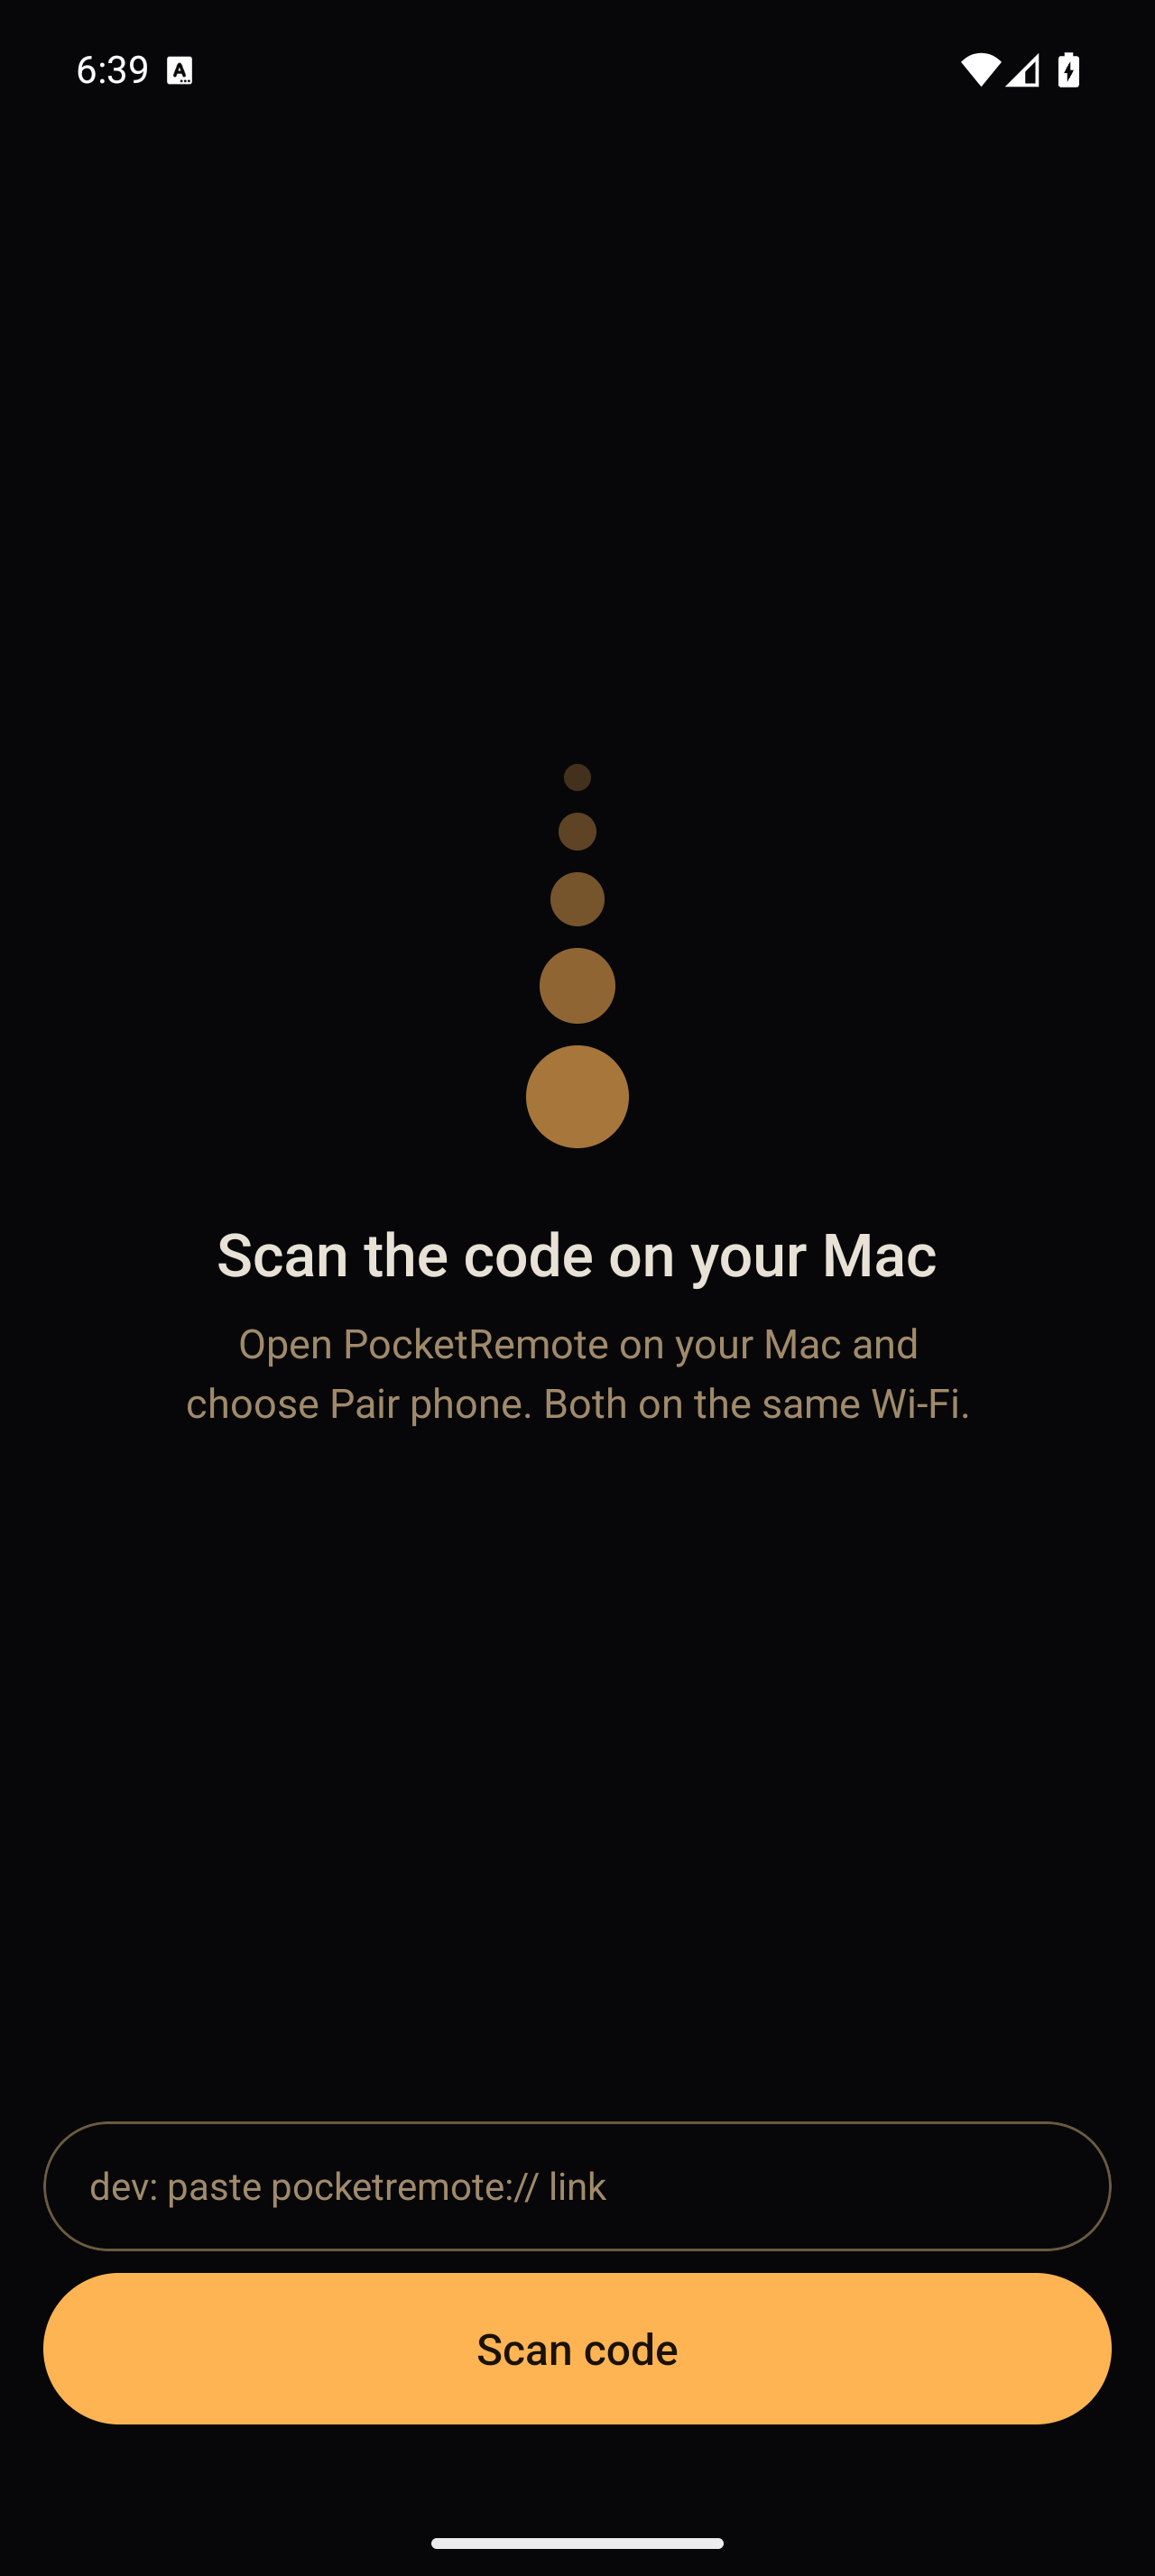 6:39
Scan the code on your Mac
Open PocketRemote on your Mac and
choose Pair phone. Both on the same Wi-Fi.
dev: paste pocketremote:// link
Scan code